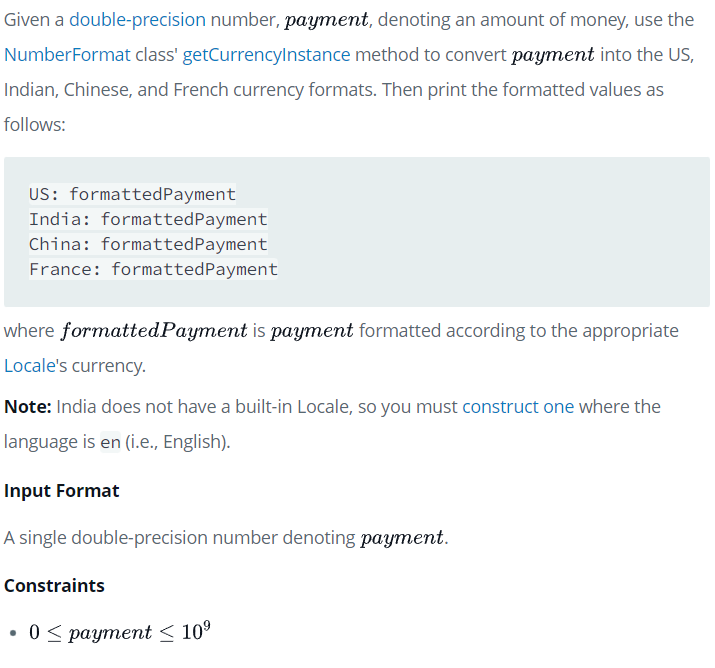 Given a double-precision number, payment, denoting an amount of money, use the
NumberFormat class' getCurrencyInstance method to convert payment into the US,
Indian, Chinese, and French currency formats. Then print the formatted values as
follows:
US: formattedPayment
India: formattedPayment
China: formattedPayment
France: formattedPayment
where formattedPayment is payment formatted according to the appropriate
Locale's currency.
Note: India does not have a built-in Locale, so you must construct one where the
language is en (i.e., English).
Input Format
A single double-precision number denoting payment.
Constraints
• 0 ≤ payment ≤ 10⁹